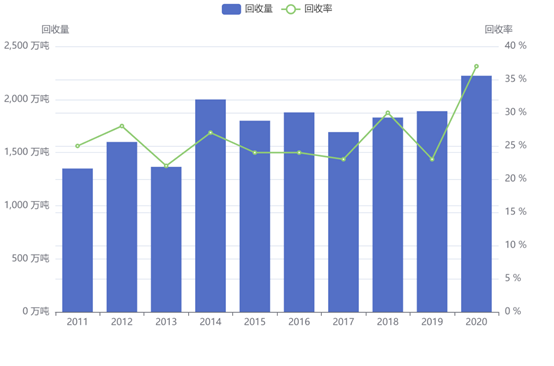 回收量 回收率
回收量 回收率
2,500 万吨 40 %
35 %
2,000 万吨
30 %
1,500 万吨 25 %
20 %
1,000 万吨
15 %
10 %
500 万吨
5 %
0 万吨 0 %
2011 2012 2013 2014 2015 2016 2017 2018 2019 2020